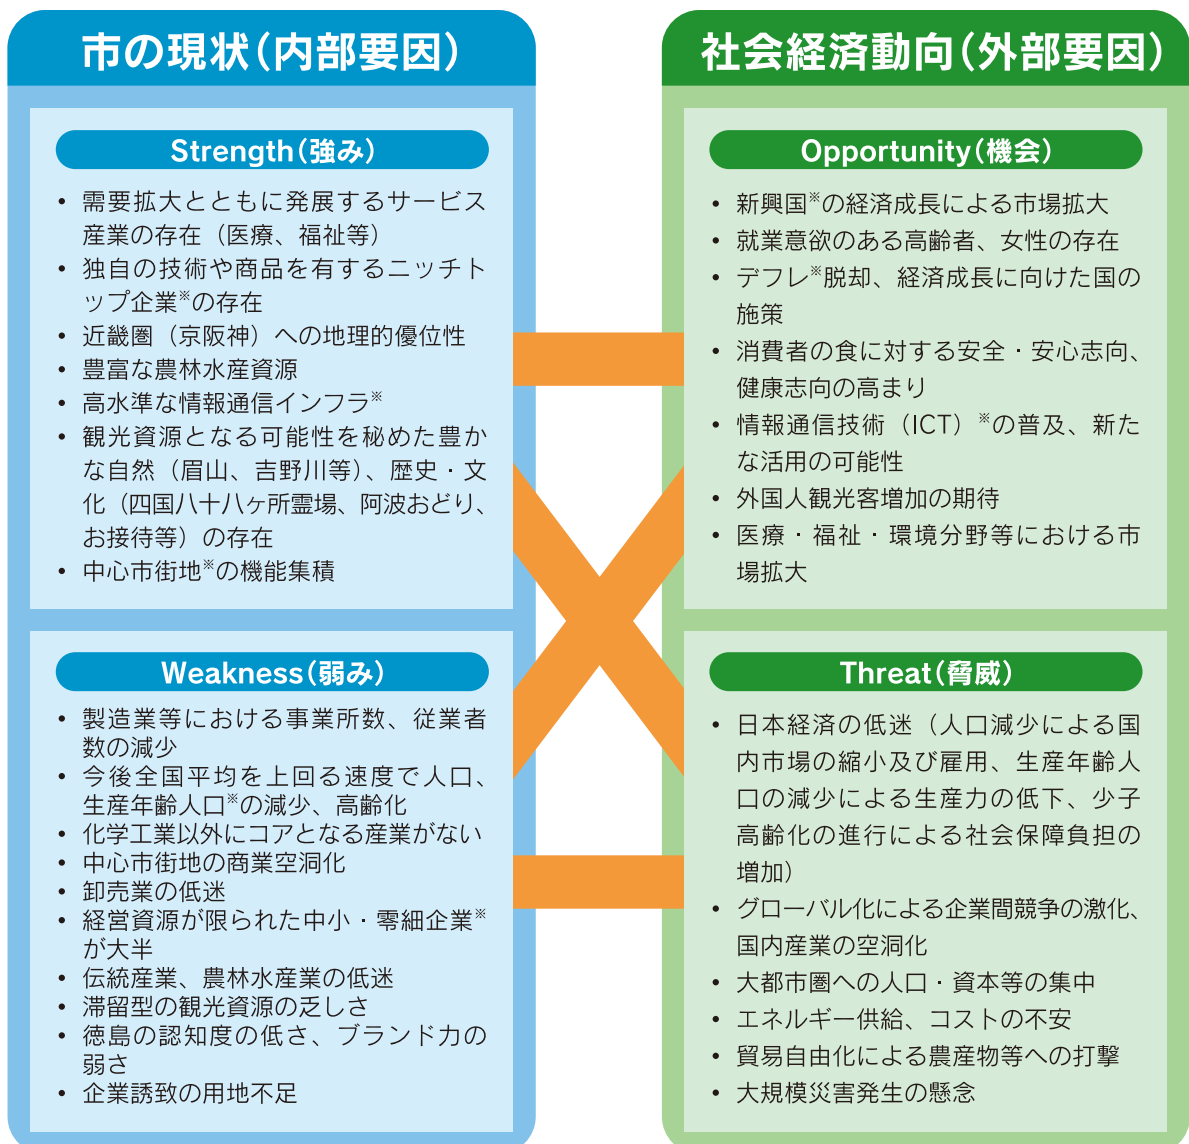 市の現状（内部要因）
Strength（強み）
• 需要拡大とともに発展するサービス
産業の存在（医療、福祉等）
• 独自の技術や商品を有するニッチト
ップ企業※の存在
• 近畿圏（京阪神）への地理的優位性
• 豊富な農林水産資源
• 高水準な情報通信インフラ※
• 観光資源となる可能性を秘めた豊か
な自然（眉山、吉野川等）、歴史・文
化（四国八十八ヶ所霊場、阿波おどり、
お接待等）の存在
• 中心市街地※の機能集積
Weakness（弱み）
• 製造業等における事業所数、従業者
数の減少
• 今後全国平均を上回る速度で人口、
生産年齢人口※の減少、高齢化
• 化学工業以外にコアとなる産業がない
• 中心市街地の商業空洞化
• 卸売業の低迷
• 経営資源が限られた中小・零細企業※
が大半
• 伝統産業、農林水産業の低迷
• 滞留型の観光資源の乏しさ
• 徳島の認知度の低さ、ブランド力の
弱さ
• 企業誘致の用地不足
社会経済動向（外部要因）
Opportunity（機会）
• 新興国※の経済成長による市場拡大
• 就業意欲のある高齢者、女性の存在
• デフレ※脱却、経済成長に向けた国の
施策
• 消費者の食に対する安全・安心志向、
健康志向の高まり
• 情報通信技術（ICT）※の普及、新た
な活用の可能性
• 外国人観光客増加の期待
• 医療・福祉・環境分野等における市
場拡大
Threat（脅威）
• 日本経済の低迷（人口減少による国
内市場の縮小及び雇用、生産年齢人
口の減少による生産力の低下、少子
高齢化の進行による社会保障負担の
増加）
• グローバル化による企業間競争の激化、
国内産業の空洞化
• 大都市圏への人口・資本等の集中
• エネルギー供給、コストの不安
• 貿易自由化による農産物等への打撃
• 大規模災害発生の懸念